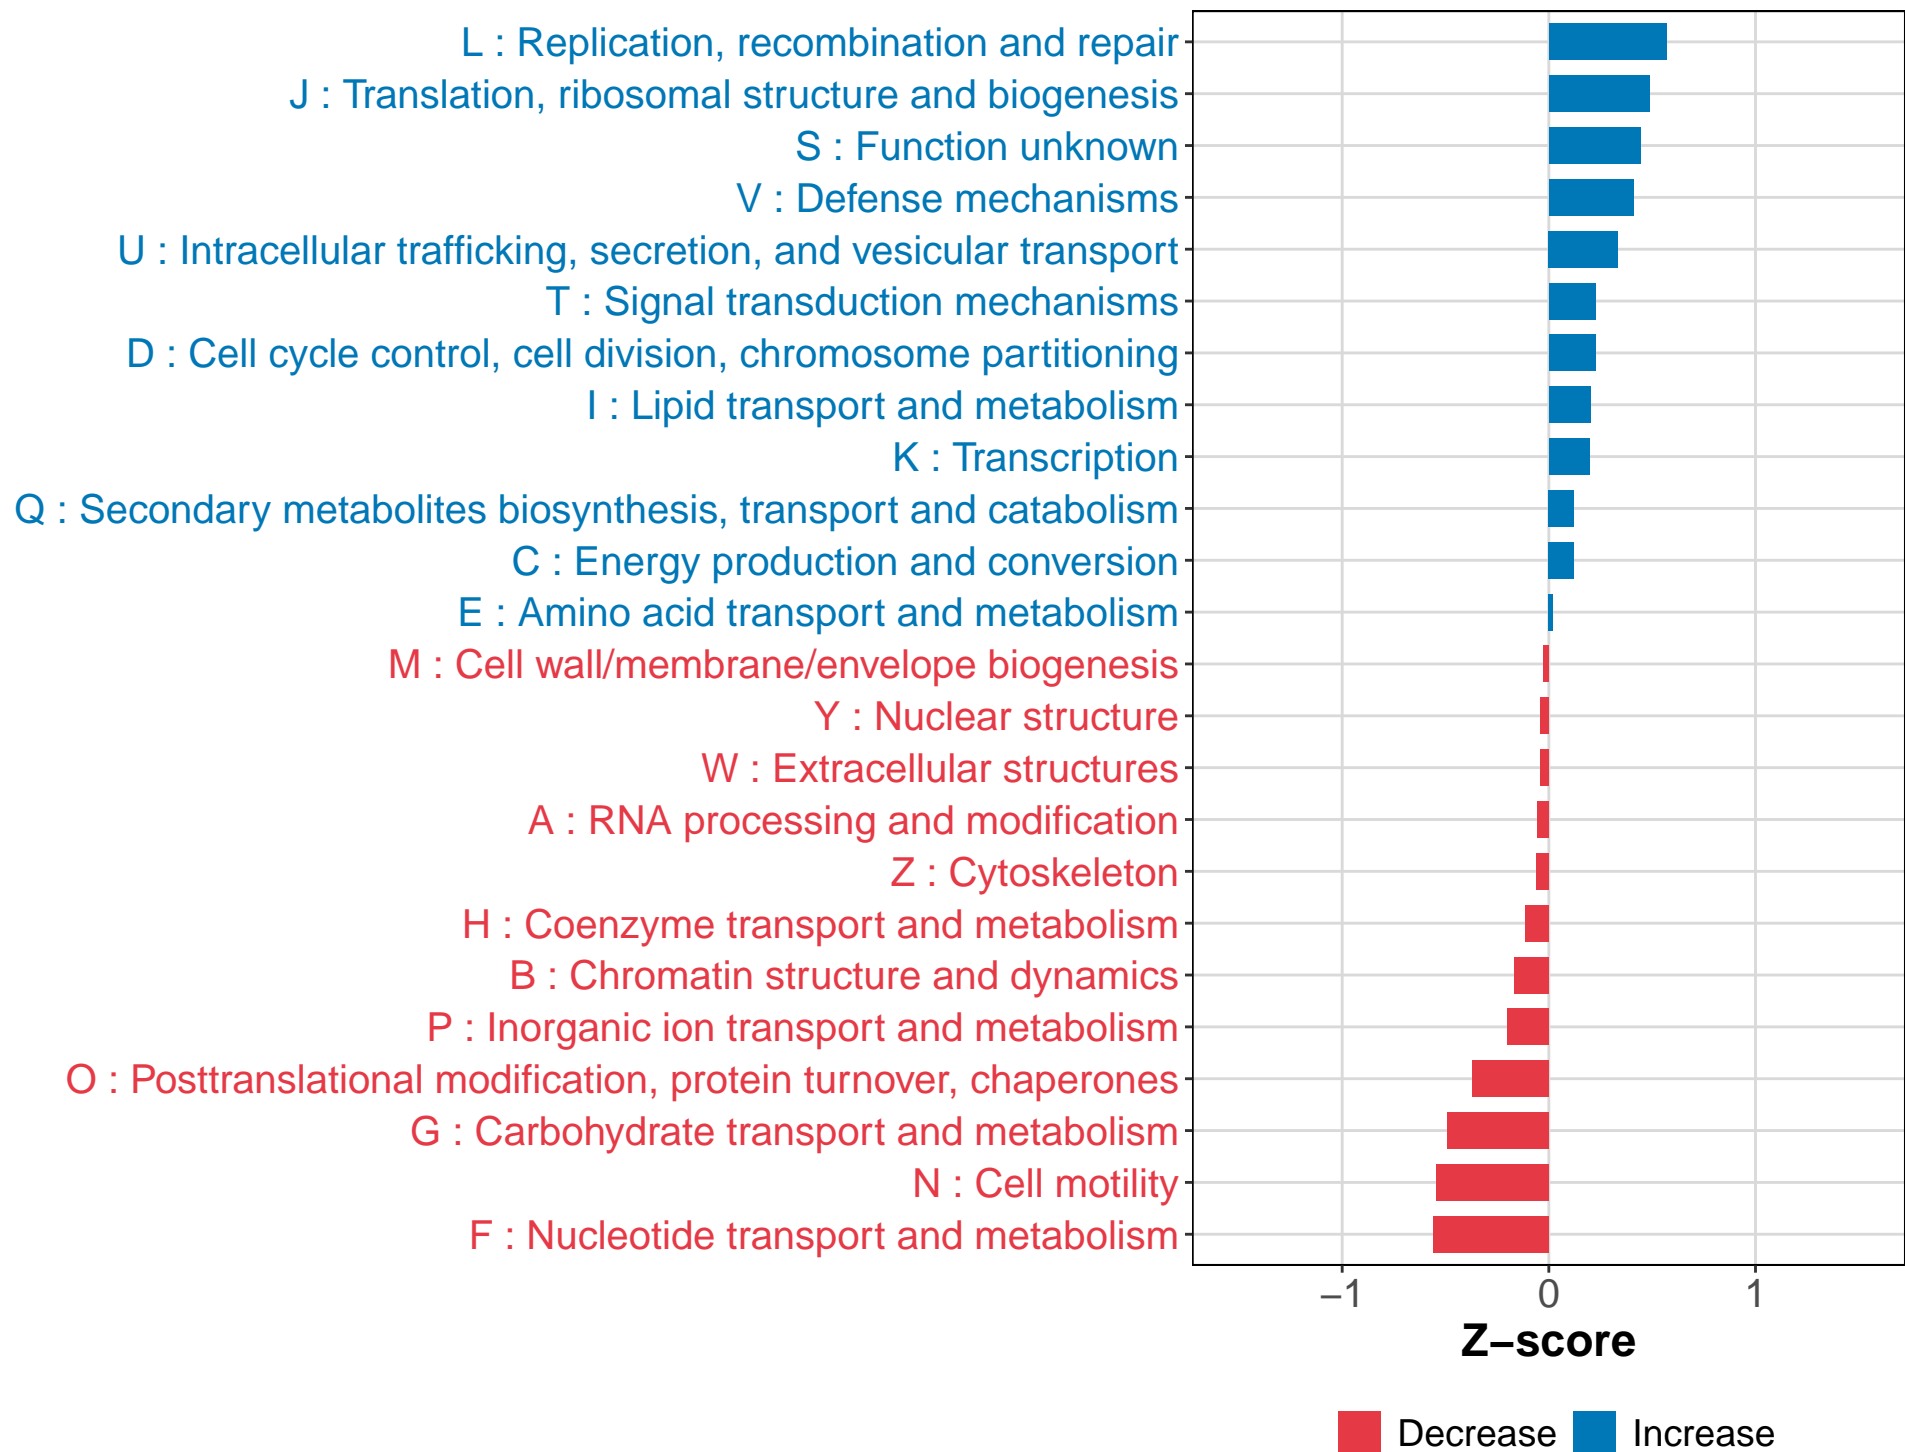 L : Replication, recombination and repair
J : Translation, ribosomal structure and biogenesis
S : Function unknown
V : Defense mechanisms
U : Intracellular trafficking, secretion, and vesicular transport
T : Signal transduction mechanisms
D : Cell cycle control, cell division, chromosome partitioning
I : Lipid transport and metabolism
K : Transcription
Q : Secondary metabolites biosynthesis, transport and catabolism
C : Energy production and conversion
E : Amino acid transport and metabolism
M : Cell wall/membrane/envelope biogenesis
Y : Nuclear structure
W : Extracellular structures
A : RNA processing and modification
Z : Cytoskeleton
H : Coenzyme transport and metabolism
B : Chromatin structure and dynamics
P : Inorganic ion transport and metabolism
O : Posttranslational modification, protein turnover, chaperones
G : Carbohydrate transport and metabolism
N : Cell motility
F : Nucleotide transport and metabolism
−1 0 1
Z−score
Decrease Increase